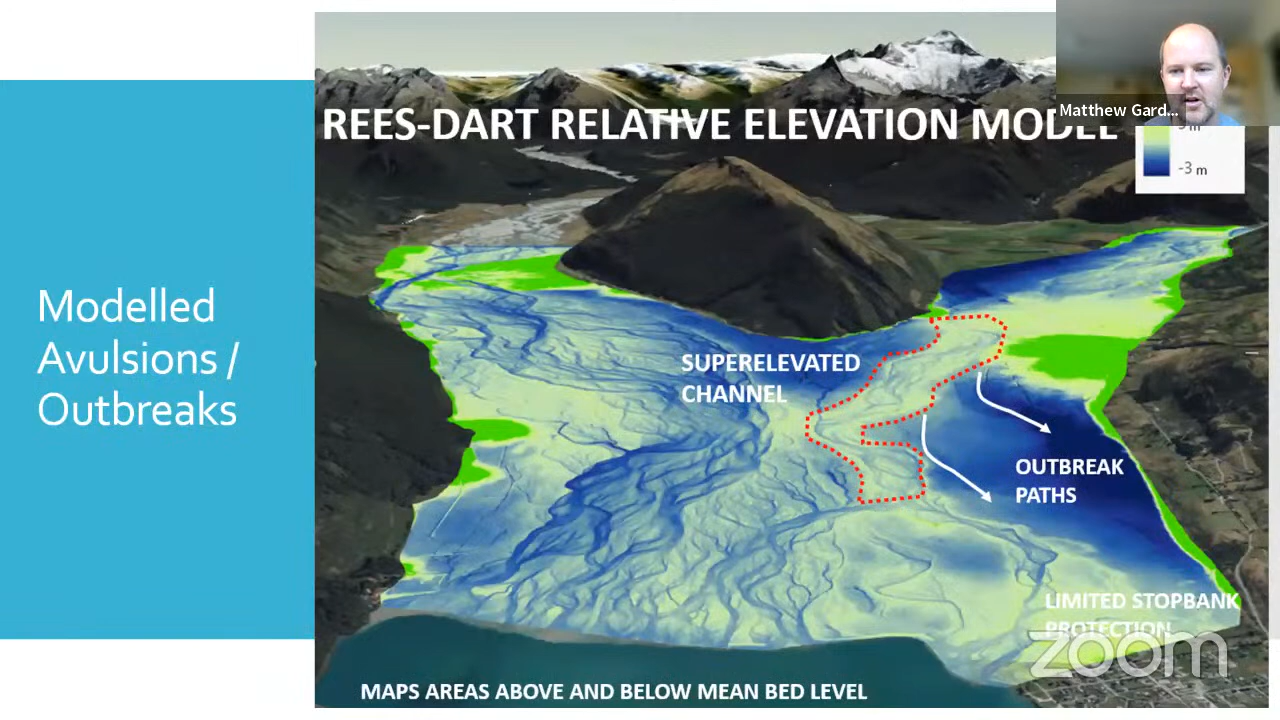 Modelled
Avulsions /
Outbreaks
REES-DART RELATIVE ELEVATION MODEL
Matthew Gard...
-3 m
SUPERELEVATED
CHANNEL
OUTBREAK
PATHS
LIMITED STOPBANK
PROTECTION
zoom
MAPS AREAS ABOVE AND BELOW MEAN BED LEVEL